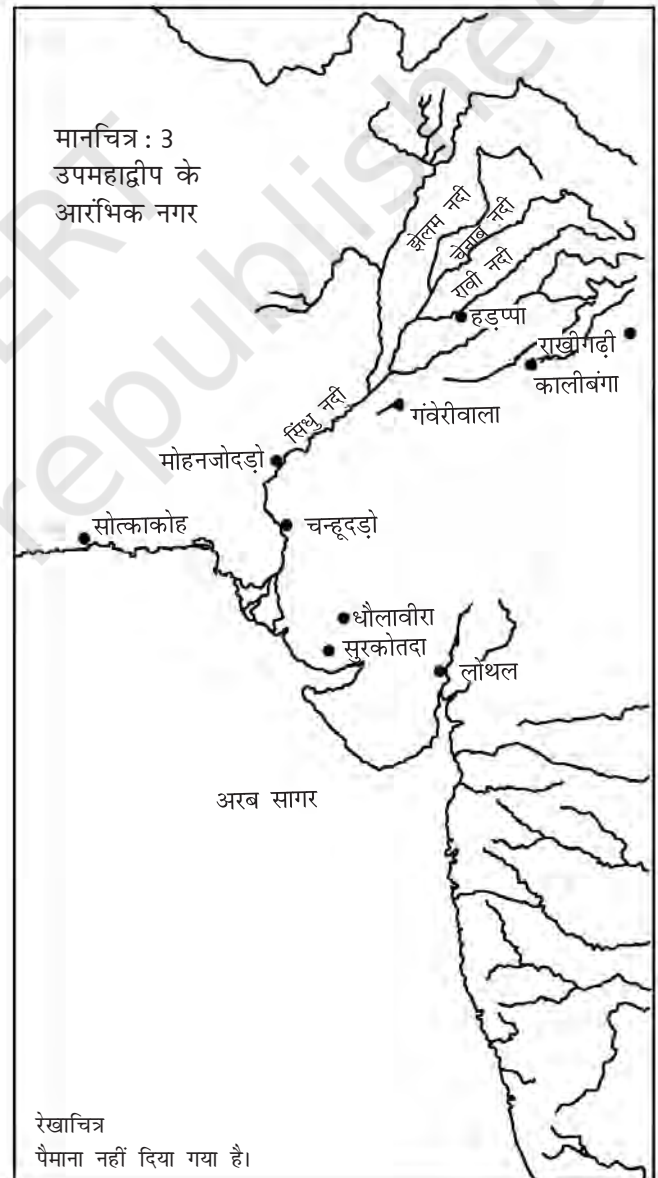 मानचित्र : 3
उपमहाद्वीप के
आरंभिक नगर
झेलम नदी
चेनाब नदी
रावी नदी
हड़प्पा
राखीगढ़ी
कालीबंगा
गंवेरीवाला
सिंधु नदी
मोहनजोदड़ो
सोत्काकोह
चन्हूदड़ो
धौलावीरा
सुरकोतदा
लोथल
अरब सागर
रेखाचित्र
पैमाना नहीं दिया गया है।
republished